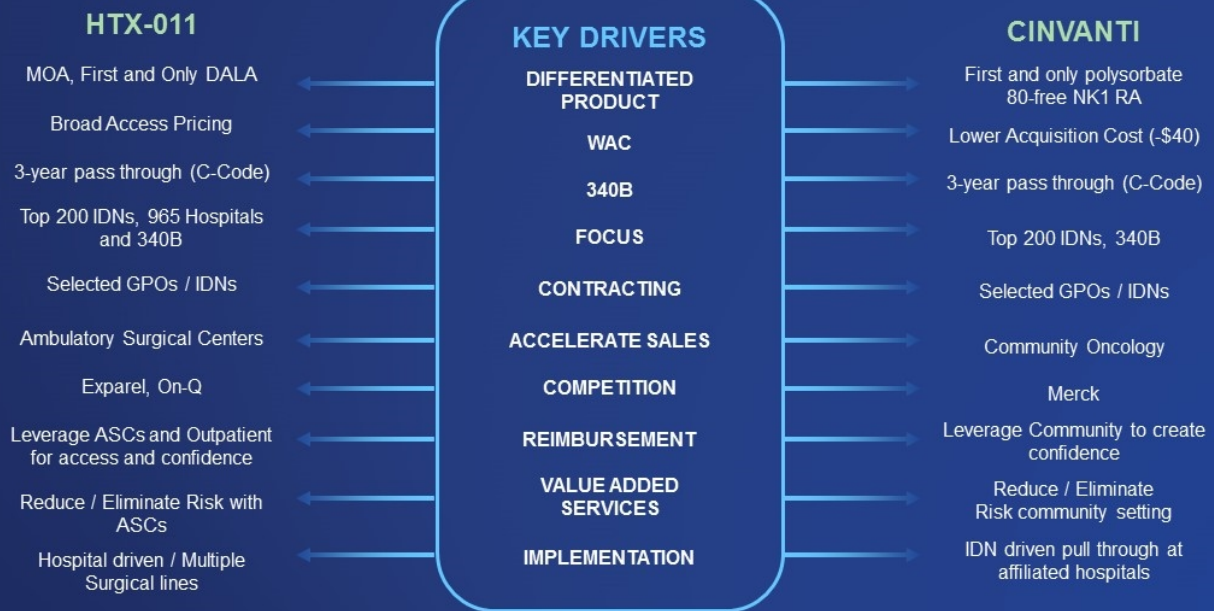 HTX-011
MOA, First and Only DALA
Broad Access Pricing
3-year pass through (C-Code)
Top 200 IDNs, 965 Hospitals
and 340B
Selected GPOs / IDNs
Ambulatory Surgical Centers
Exparel, On-Q
Leverage ASCs and Outpatient
for access and confidence
Reduce / Eliminate Risk with
ASCs
Hospital driven / Multiple
Surgical lines
KEY DRIVERS
DIFFERENTIATED
PRODUCT
WAC
340B
FOCUS
CONTRACTING
ACCELERATE SALES
COMPETITION
REIMBURSEMENT
VALUE ADDED
SERVICES
IMPLEMENTATION
CINVANTI
First and only polysorbate
80-free NK1 RA
Lower Acquisition Cost (-$40)
3-year pass through (C-Code)
Top 200 IDNs, 340B
Selected GPOs / IDNs
Community Oncology
Merck
Leverage Community to create
confidence
Reduce / Eliminate
Risk community setting
IDN driven pull through at
affiliated hospitals